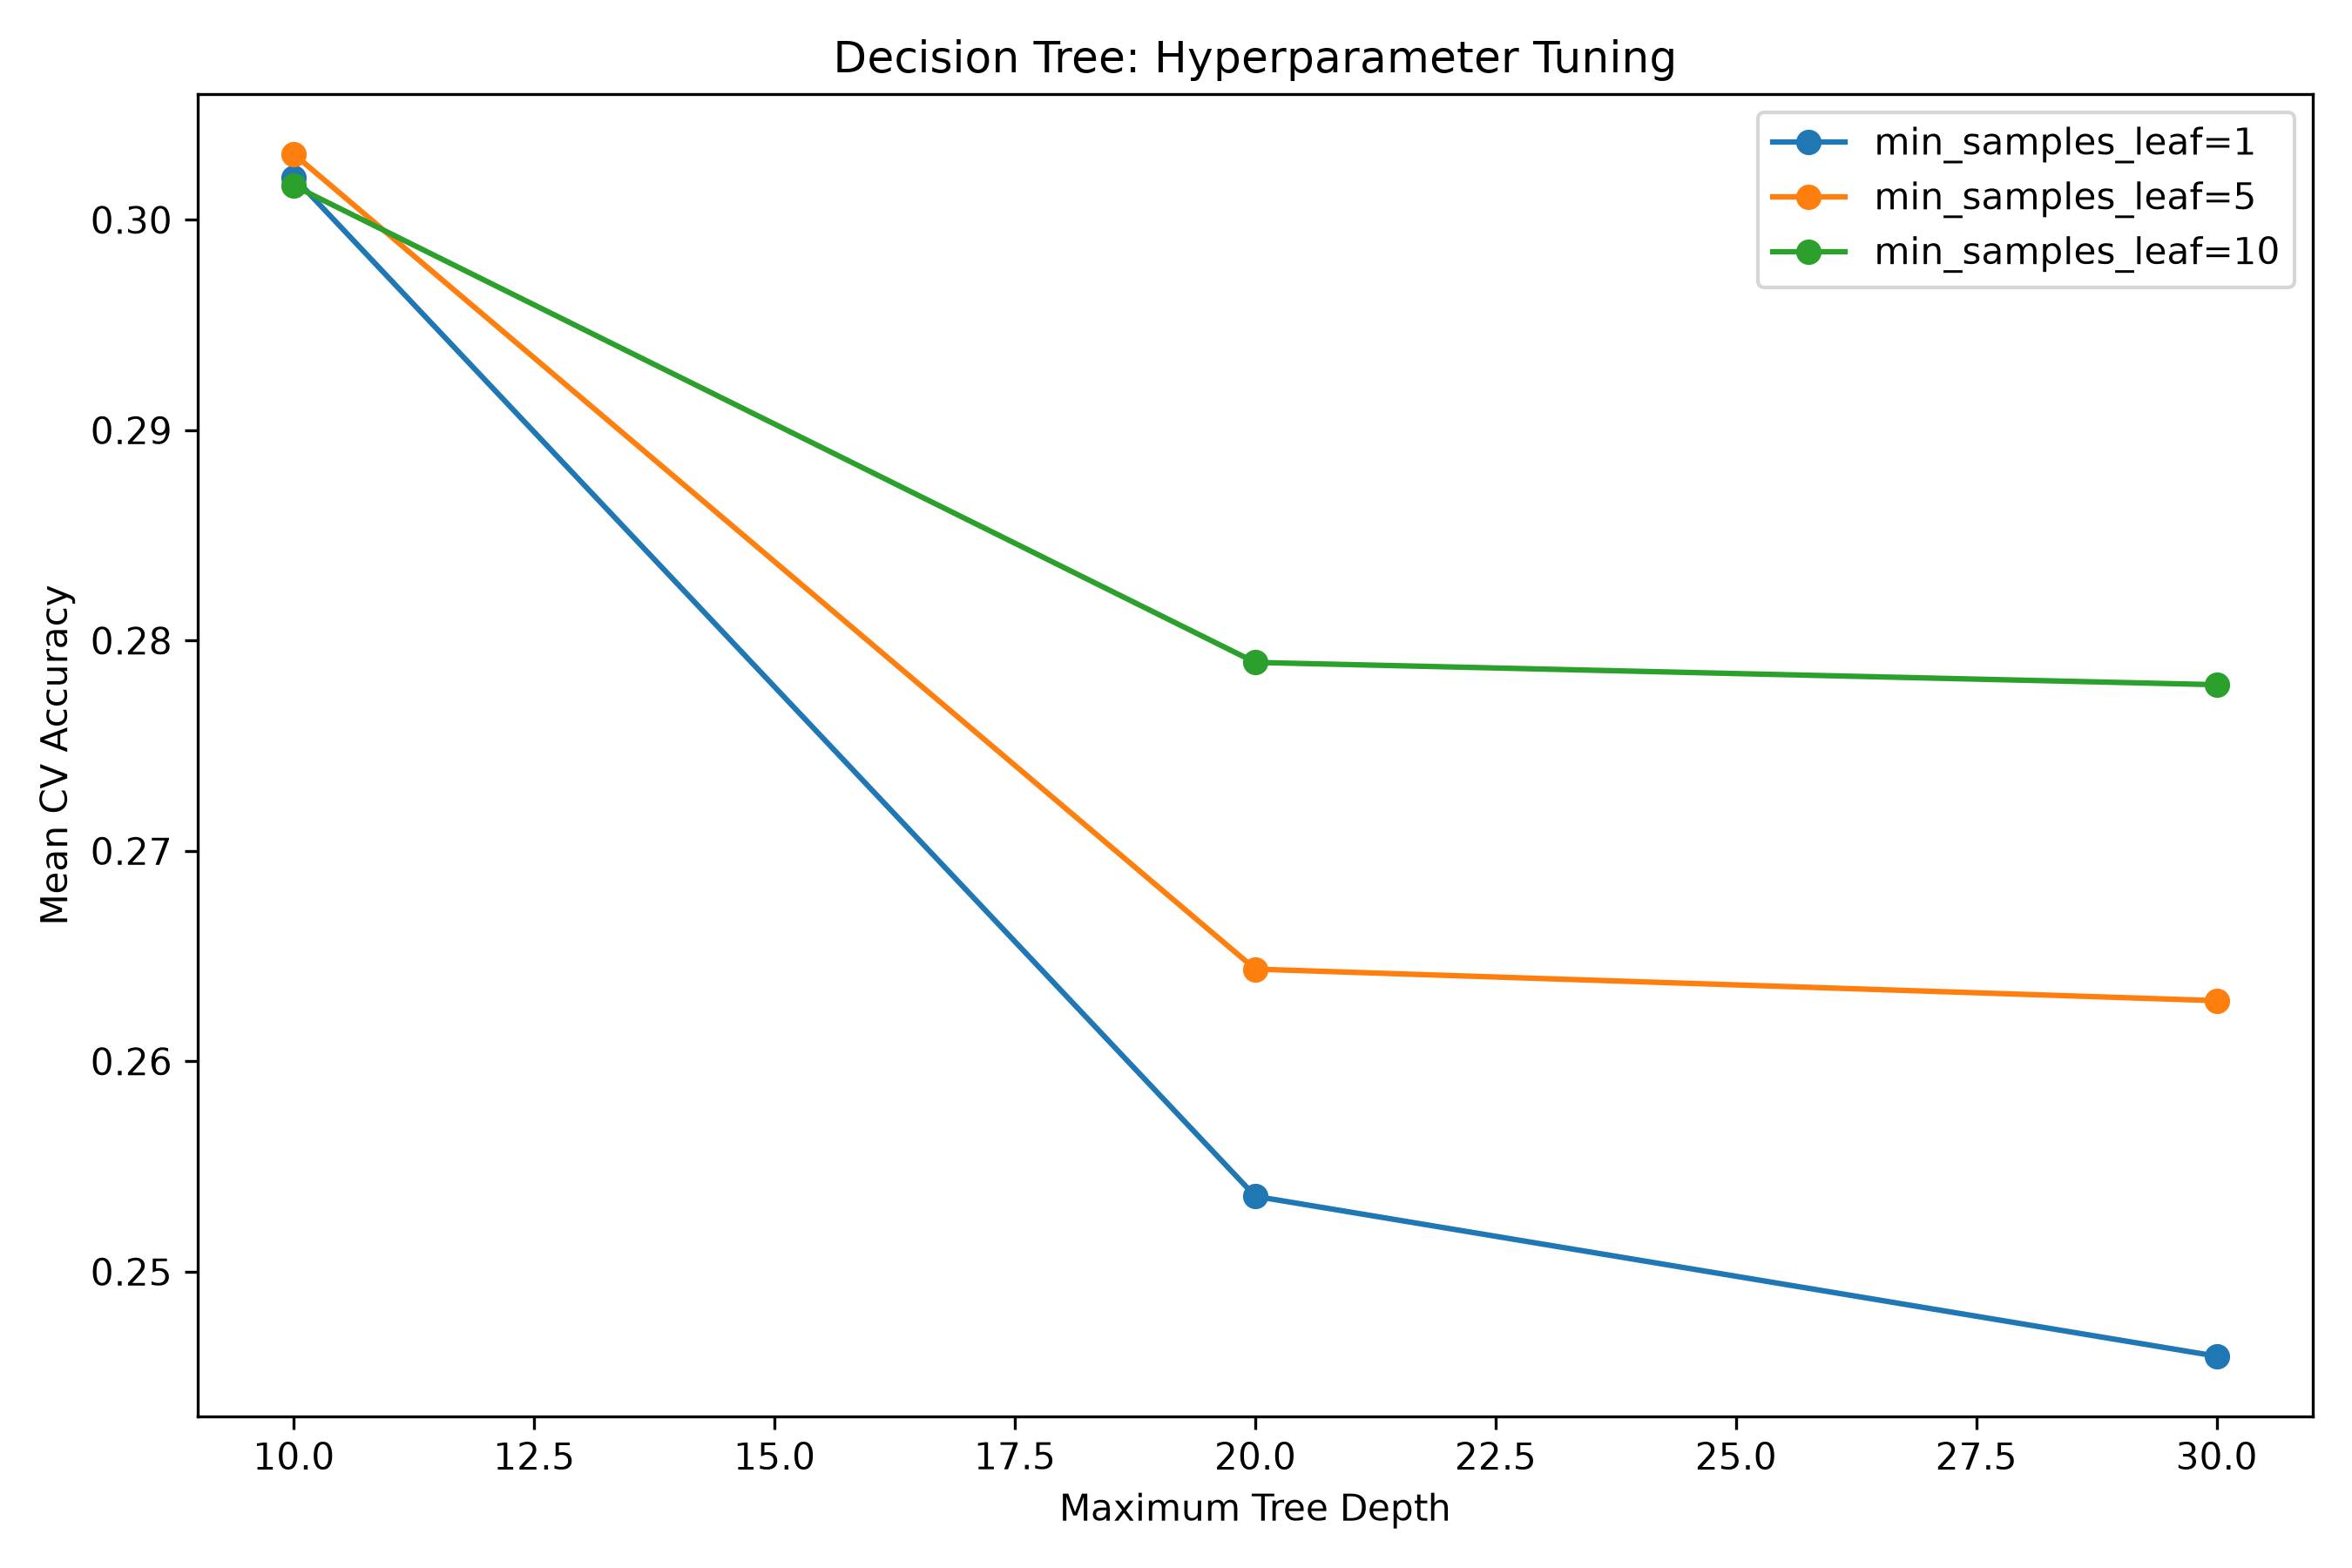 Decision Tree: Hyperparameter Tuning
min_samples_leaf=1
min_samples_leaf=5
min_samples_leaf=10
Mean CV Accuracy
0.30
0.29
0.28
0.27
0.26
0.25
10.0 12.5 15.0 17.5 20.0 22.5 25.0 27.5 30.0
Maximum Tree Depth